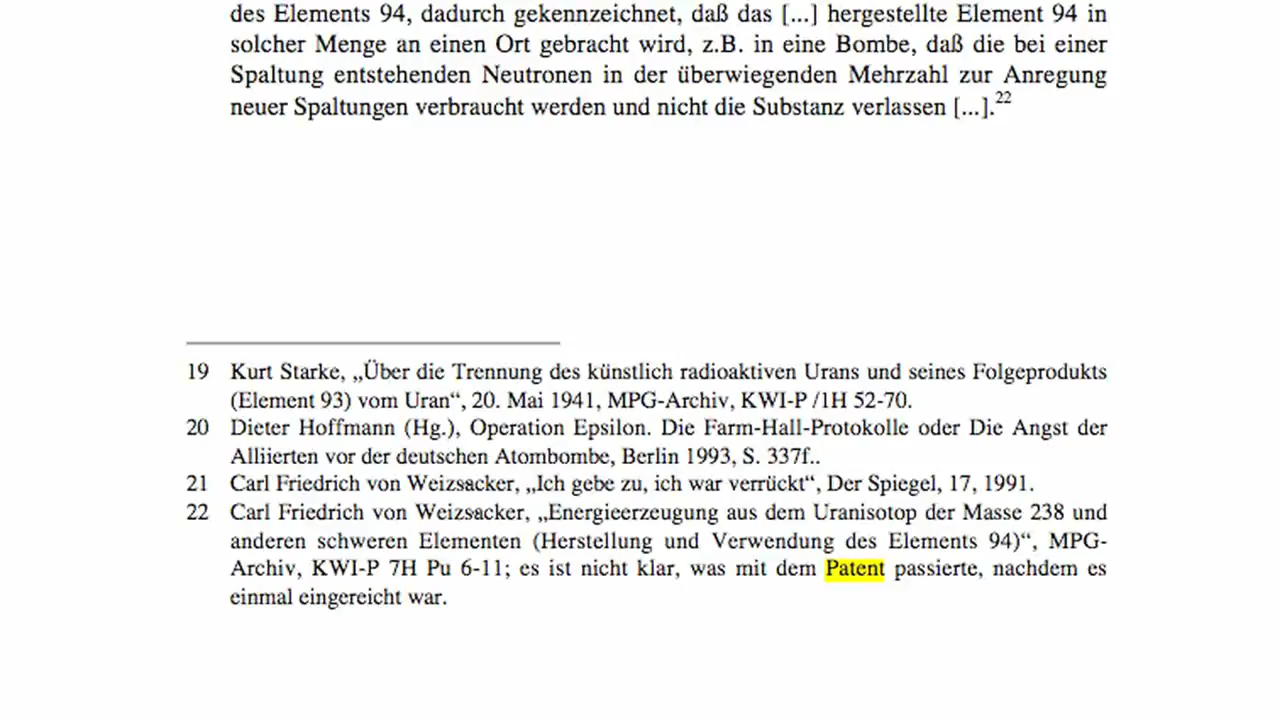 des Elements 94, dadurch gekennzeichnet, daß das [...] hergestellte Element 94 in
solcher Menge an einen Ort gebracht wird, z.B. in eine Bombe, daß die bei einer
Spaltung entstehenden Neutronen in der überwiegenden Mehrzahl zur Anregung
neuer Spaltungen verbraucht werden und nicht die Substanz verlassen [...].22
19 Kurt Starke, „Über die Trennung des künstlich radioaktiven Urans und seines Folgeprodukts
(Element 93) vom Uran“, 20. Mai 1941, MPG-Archiv, KWI-P /1H 52-70.
20 Dieter Hoffmann (Hg.), Operation Epsilon. Die Farm-Hall-Protokolle oder Die Angst der
Alliierten vor der deutschen Atombombe, Berlin 1993, S. 337f..
21 Carl Friedrich von Weizsacker, „Ich gebe zu, ich war verrückt“, Der Spiegel, 17, 1991.
22 Carl Friedrich von Weizsacker, „Energieerzeugung aus dem Uranisotop der Masse 238 und
anderen schweren Elementen (Herstellung und Verwendung des Elements 94)“, MPG-
Archiv, KWI-P 7H Pu 6-11; es ist nicht klar, was mit dem Patent passierte, nachdem es
einmal eingereicht war.